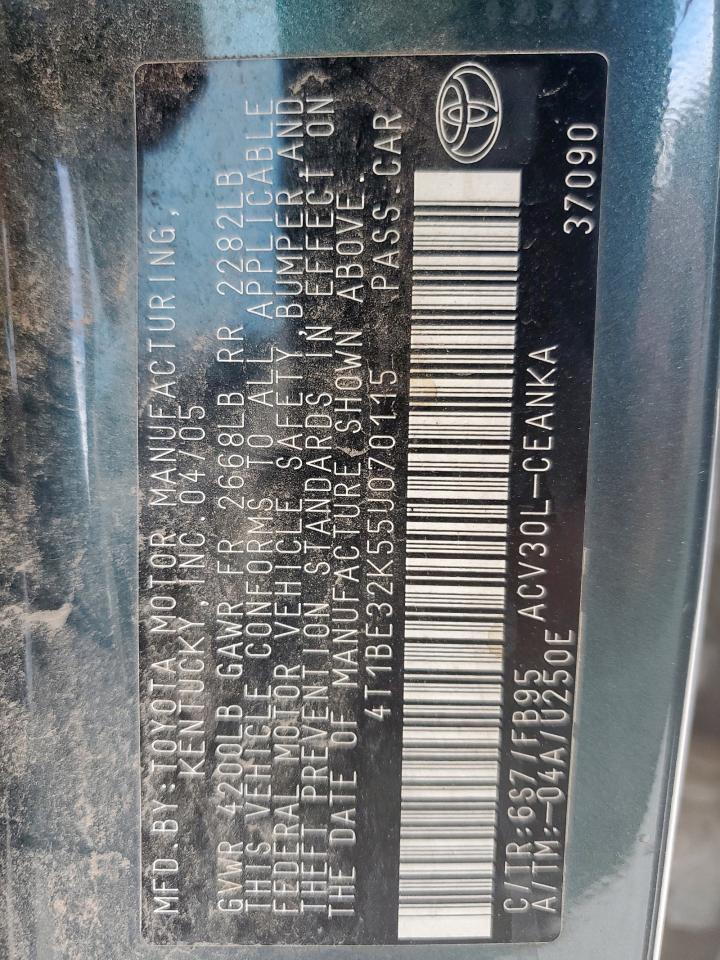 MFD.BY:TOYOTA MOTOR MANUFACTURING,
KENTUCKY,INC.04/05
GVWR 4200LB GAWR FR 2668LB RR 2282LB
THIS VEHICLE CONFORMS TO ALL APPLICABLE
FEDERAL MOTOR VEHICLE SAFETY,BUMPER,AND
THEFT PREVENTION STANDARDS IN EFFECT ON
THE DATE OF MANUFACTURE SHOWN ABOVE.
4T1BE32K55U070115 PASS.CAR
C/TR:6S7/FB95 ACV30L-CEANKA
A/TM:-04A/U250E 37090